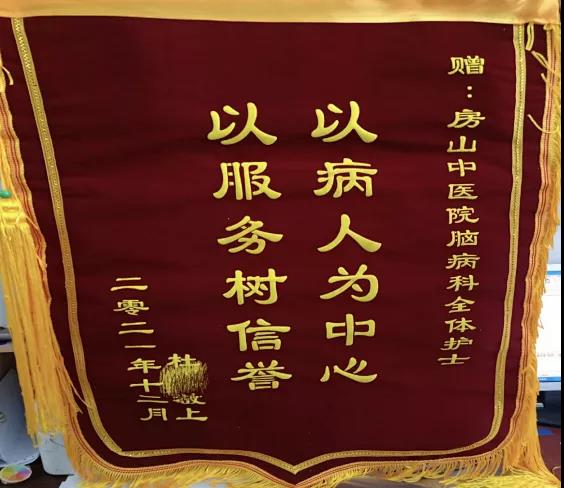 赠：房山中医院脑病科全体护士
以病人为中心
以服务树信誉
杜 敬上
二零二一年十二月